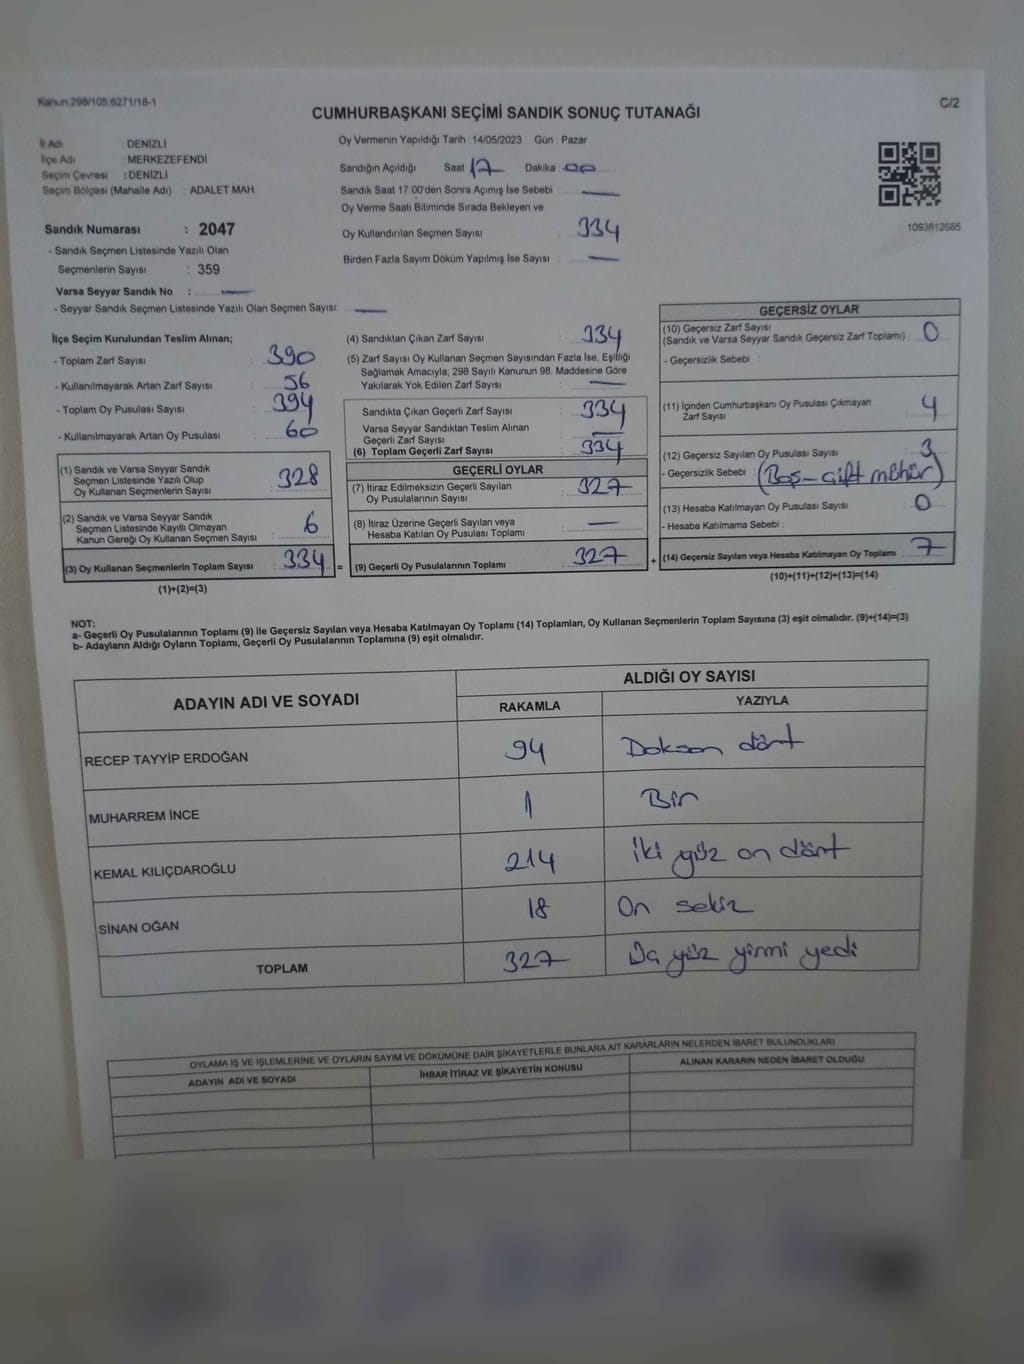 Kanun:298/105,6271/18-1
C/2
CUMHURBAŞKANI SEÇİMİ SANDIK SONUÇ TUTANAĞI
İl Adı : DENİZLİ
İlçe Adı : MERKEZEFENDİ
Seçim Çevresi : DENİZLİ
Seçim Bölgesi (Mahalle Adı) : ADALET MAH
Sandık Numarası : 2047
- Sandık Seçmen Listesinde Yazılı Olan
Seçmenlerin Sayısı : 359
Varsa Seyyar Sandık No : —
- Seyyar Sandık Seçmen Listesinde Yazılı Olan Seçmen Sayısı: —
Oy Vermenin Yapıldığı Tarih : 14/05/2023 Gün : Pazar
Sandığın Açıldığı Saat 17 Dakika 00
Sandık Saat 17:00'den Sonra Açımış İse Sebebi : —
Oy Verme Saati Bitiminde Sırada Bekleyen ve
Oy Kullandırılan Seçmen Sayısı : 334
Birden Fazla Sayım Döküm Yapılmış İse Sayısı : —
1093812685
İlçe Seçim Kurulundan Teslim Alınan;
- Toplam Zarf Sayısı : 390
- Kullanılmayarak Artan Zarf Sayısı : 56
- Toplam Oy Pusulası Sayısı : 394
- Kullanılmayarak Artan Oy Pusulası : 60
(1) Sandık ve Varsa Seyyar Sandık
Seçmen Listesinde Yazılı Olup
Oy Kullanan Seçmenlerin Sayısı : 328
(2) Sandık ve Varsa Seyyar Sandık
Seçmen Listesinde Kayıtlı Olmayan
Kanun Gereği Oy Kullanan Seçmen Sayısı : 6
(3) Oy Kullanan Seçmenlerin Toplam Sayısı : 334 =
(1)+(2)=(3)
(4) Sandıktan Çıkan Zarf Sayısı : 334
(5) Zarf Sayısı Oy Kullanan Seçmen Sayısından Fazla İse, Eşitliği
Sağlamak Amacıyla; 298 Sayılı Kanunun 98. Maddesine Göre
Yakılarak Yok Edilen Zarf Sayısı : —
Sandıkta Çıkan Geçerli Zarf Sayısı : 334
Varsa Seyyar Sandıktan Teslim Alınan
Geçerli Zarf Sayısı : —
(6) Toplam Geçerli Zarf Sayısı : 334
GEÇERLİ OYLAR
(7) İtiraz Edilmeksizin Geçerli Sayılan
Oy Pusulalarının Sayısı : 327
(8) İtiraz Üzerine Geçerli Sayılan veya
Hesaba Katılan Oy Pusulası Toplamı : —
(9) Geçerli Oy Pusulalarının Toplamı : 327 +
GEÇERSİZ OYLAR
(10) Geçersiz Zarf Sayısı
(Sandık ve Varsa Seyyar Sandık Geçersiz Zarf Toplamı) : 0
- Geçersizlik Sebebi :
(11) İçinden Cumhurbaşkanı Oy Pusulası Çıkmayan
Zarf Sayısı : 4
(12) Geçersiz Sayılan Oy Pusulası Sayısı : 3
- Geçersizlik Sebebi : (Boş-çift mühür)
(13) Hesaba Katılmayan Oy Pusulası Sayısı : 0
- Hesaba Katılmama Sebebi :
(14) Geçersiz Sayılan veya Hesaba Katılmayan Oy Toplamı : 7
(10)+(11)+(12)+(13)=(14)
NOT:
a- Geçerli Oy Pusulalarının Toplamı (9) ile Geçersiz Sayılan veya Hesaba Katılmayan Oy Toplamı (14) Toplamları, Oy Kullanan Seçmenlerin Toplam Sayısına (3) eşit olmalıdır. (9)+(14)=(3)
b- Adayların Aldığı Oyların Toplamı, Geçerli Oy Pusulalarının Toplamına (9) eşit olmalıdır.
ADAYIN ADI VE SOYADI
ALDIĞI OY SAYISI
RAKAMLA YAZIYLA
RECEP TAYYİP ERDOĞAN 94 Doksan dört
MUHARREM İNCE 1 Bir
KEMAL KILIÇDAROĞLU 214 iki yüz on dört
SİNAN OĞAN 18 On sekiz
TOPLAM 327 Üç yüz yirmi yedi
OYLAMA İŞ VE İŞLEMLERİNE VE OYLARIN SAYIM VE DÖKÜMÜNE DAİR ŞİKAYETLERLE BUNLARA AİT KARARLARIN NELERDEN İBARET BULUNDUKLARI
ADAYIN ADI VE SOYADI
İHBAR İTİRAZ VE ŞİKAYETİN KONUSU
ALINAN KARARIN NEDEN İBARET OLDUĞU